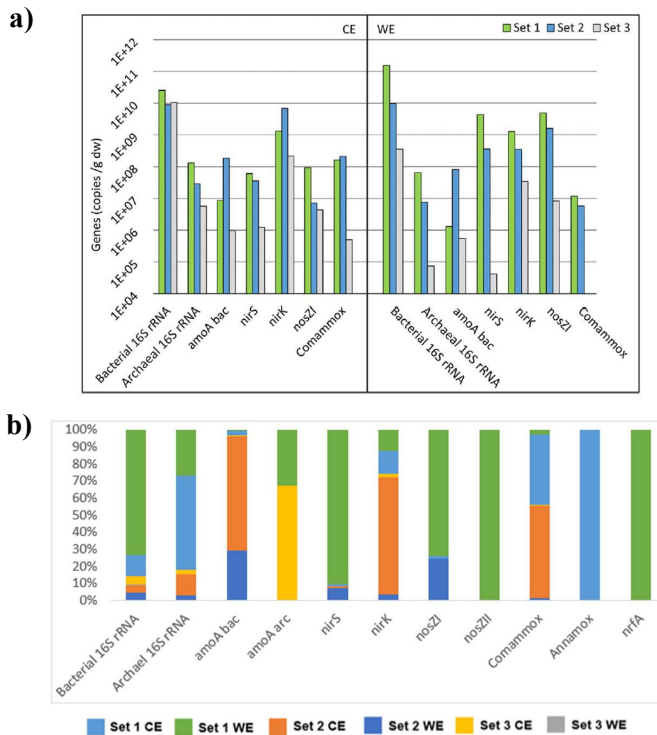 a)
CE WE Set 1 Set 2 Set 3
1E+12
1E+11
1E+10
1E+09
1E+08
1E+07
1E+06
1E+05
1E+04
Genes (copies /g dw)
Bacterial 16S rRNA
Archaeal 16S rRNA
amoA bac
nirS
nirK
nosZI
Comammox
Bacterial 16S rRNA
Archaeal 16S rRNA
amoA bac
nirS
nirK
nosZI
Comammox
b)
100%
90%
80%
70%
60%
50%
40%
30%
20%
10%
0%
Bacterial 16S rRNA
Archael 16S rRNA
amoA bac
amoA arc
nirS
nirK
nosZI
nosZII
Comammox
Annamox
nrfA
Set 1 CE Set 1 WE Set 2 CE Set 2 WE Set 3 CE Set 3 WE